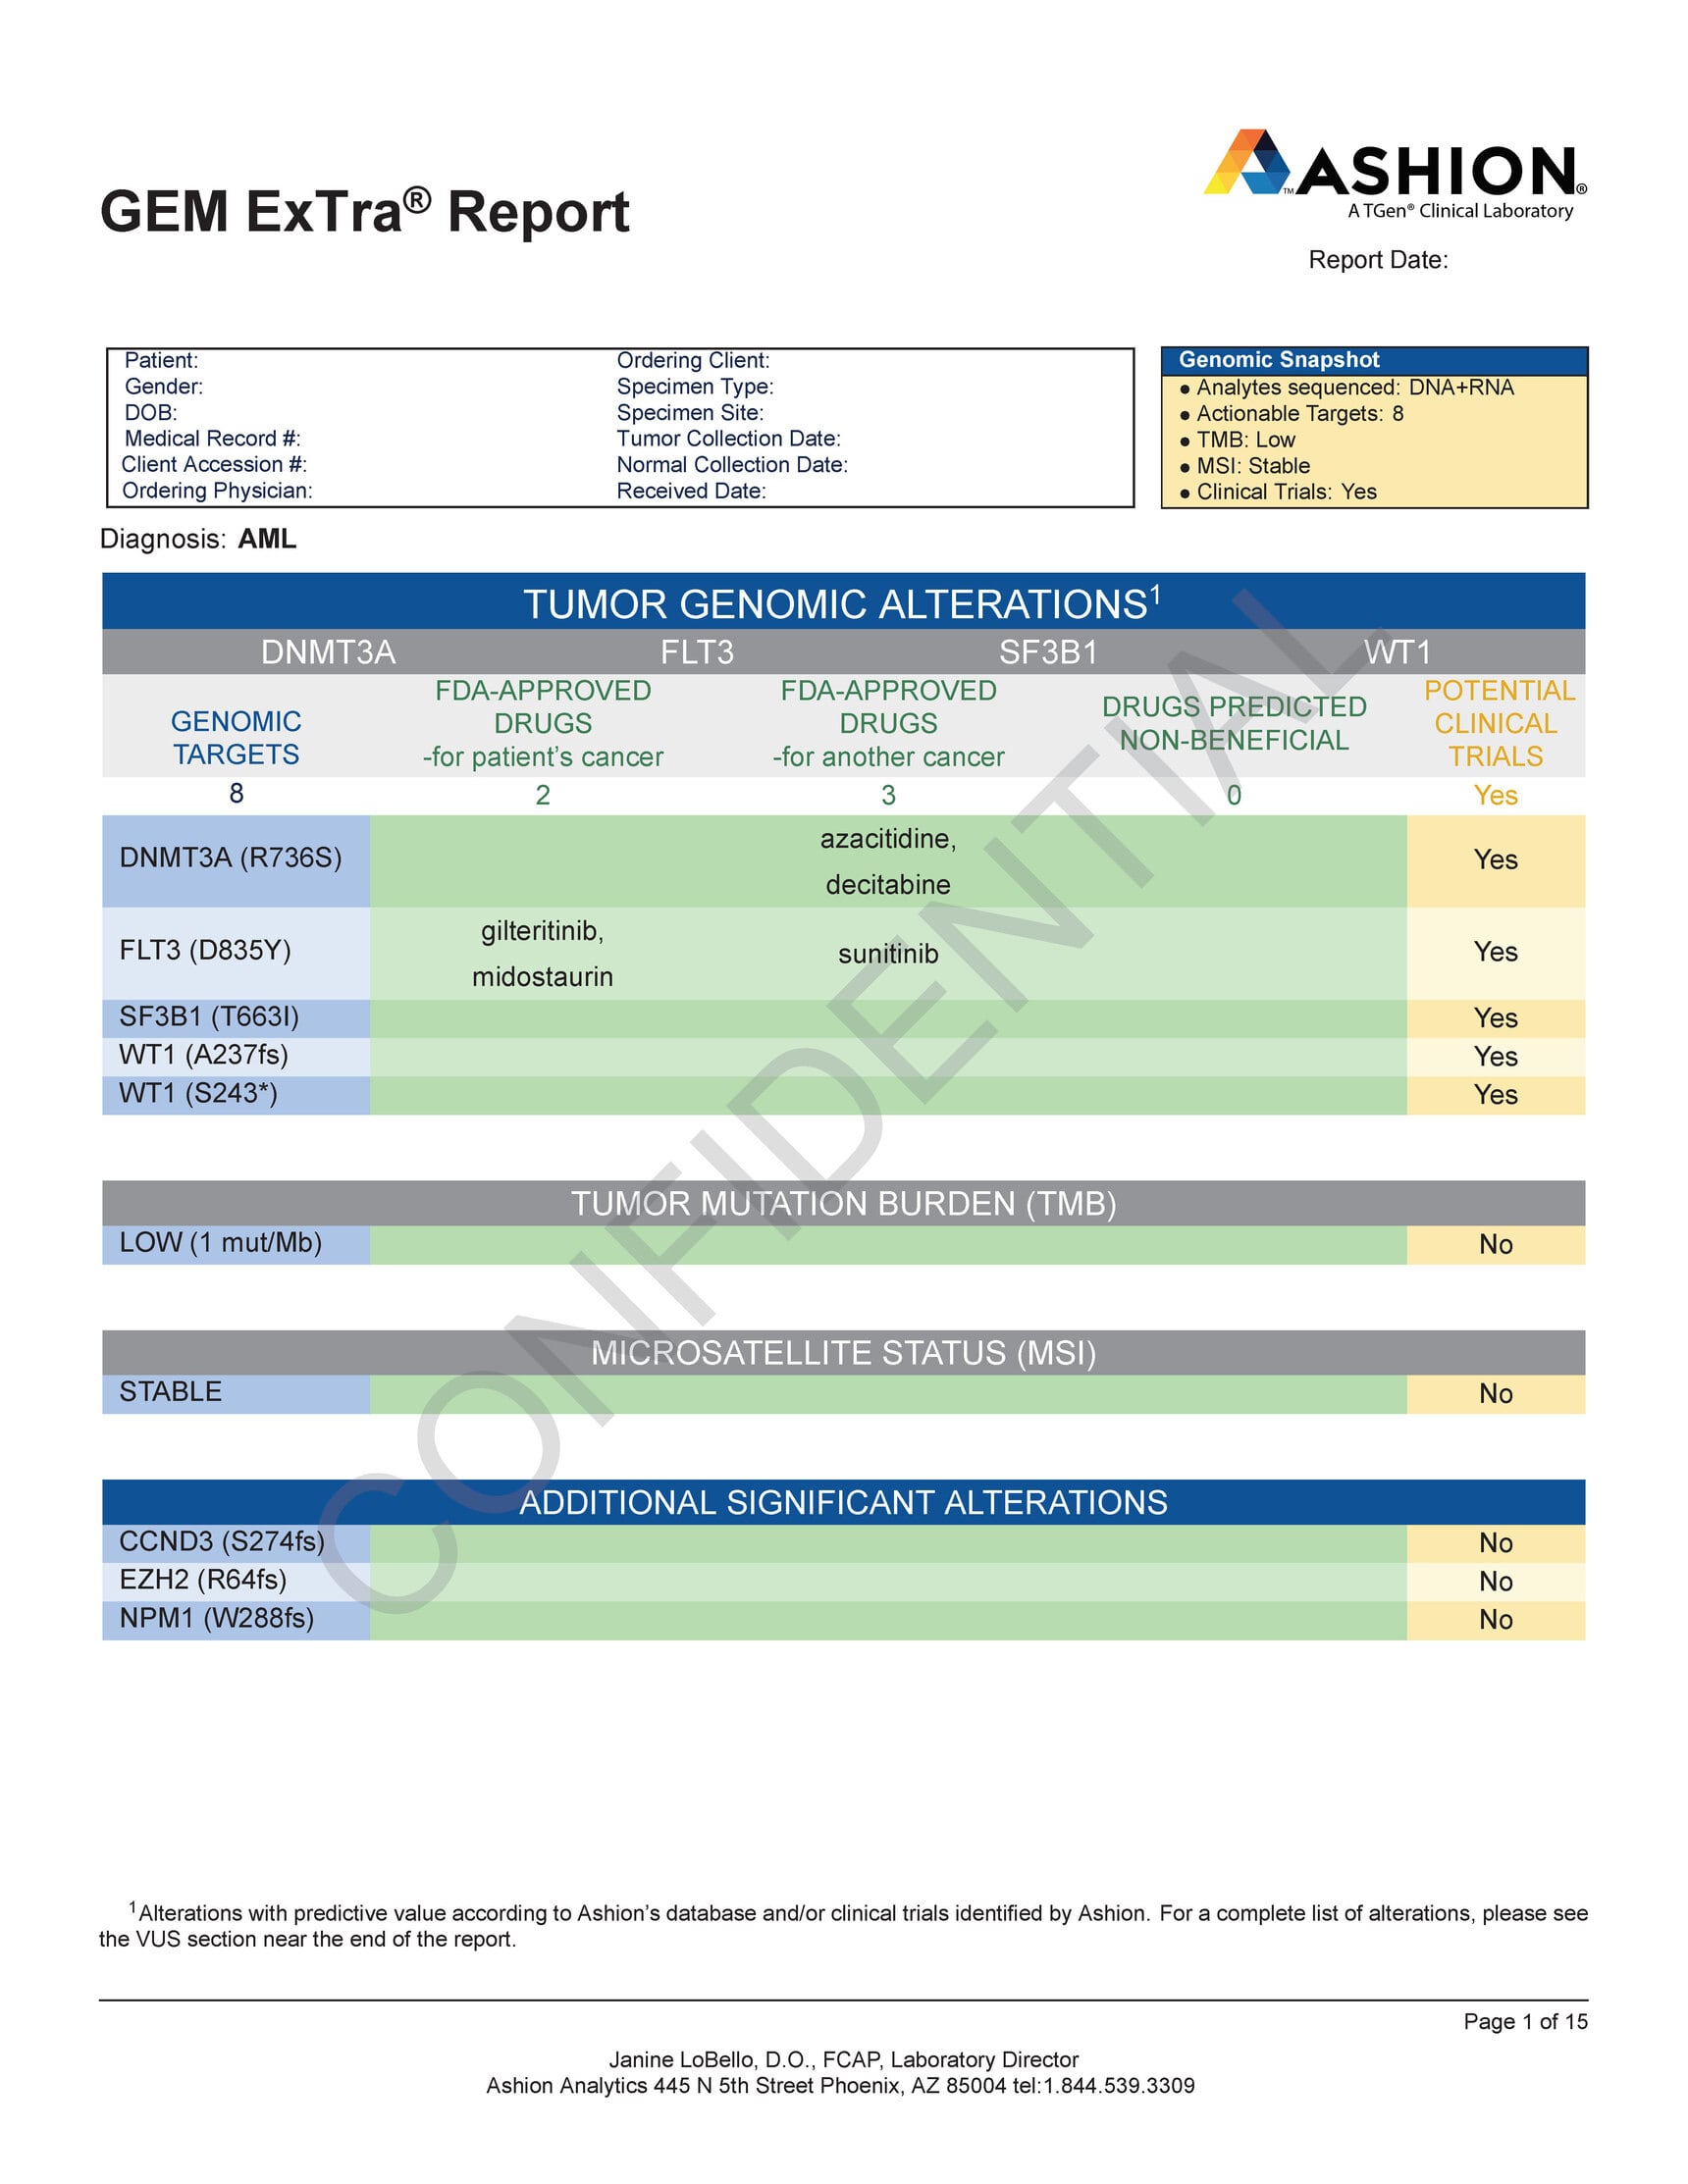 ASHION®
A TGen® Clinical Laboratory
GEM ExTra® Report
Report Date:
Patient:
Gender:
DOB:
Medical Record #:
Client Accession #:
Ordering Physician:
Ordering Client:
Specimen Type:
Specimen Site:
Tumor Collection Date:
Normal Collection Date:
Received Date:
Genomic Snapshot
● Analytes sequenced: DNA+RNA
● Actionable Targets: 8
● TMB: Low
● MSI: Stable
● Clinical Trials: Yes
Diagnosis: AML
TUMOR GENOMIC ALTERATIONS¹
DNMT3A FLT3 SF3B1 WT1
GENOMIC
TARGETS
FDA-APPROVED
DRUGS
-for patient's cancer
FDA-APPROVED
DRUGS
-for another cancer
DRUGS PREDICTED
NON-BENEFICIAL
POTENTIAL
CLINICAL
TRIALS
8 2 3 0 Yes
DNMT3A (R736S)
azacitidine,
decitabine
Yes
FLT3 (D835Y)
gilteritinib,
midostaurin
sunitinib
Yes
SF3B1 (T663I) Yes
WT1 (A237fs) Yes
WT1 (S243*) Yes
TUMOR MUTATION BURDEN (TMB)
LOW (1 mut/Mb) No
MICROSATELLITE STATUS (MSI)
STABLE No
ADDITIONAL SIGNIFICANT ALTERATIONS
CCND3 (S274fs) No
EZH2 (R64fs) No
NPM1 (W288fs) No
CONFIDENTIAL
¹Alterations with predictive value according to Ashion's database and/or clinical trials identified by Ashion. For a complete list of alterations, please see
the VUS section near the end of the report.
Page 1 of 15
Janine LoBello, D.O., FCAP, Laboratory Director
Ashion Analytics 445 N 5th Street Phoenix, AZ 85004 tel:1.844.539.3309